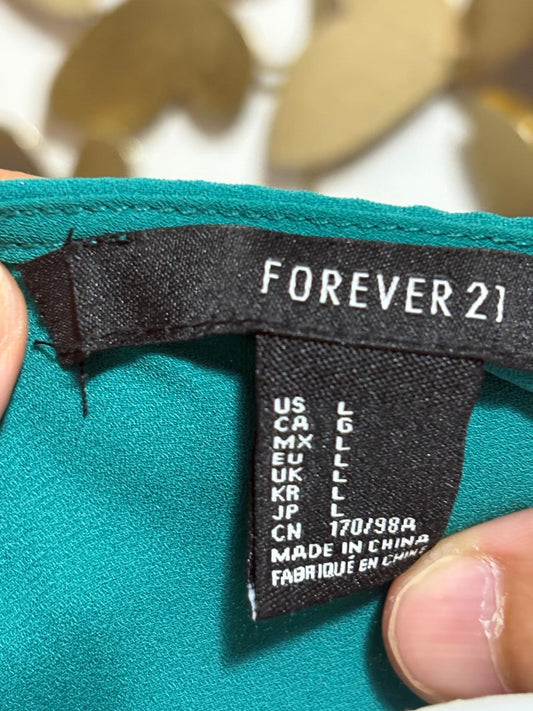 FOREVER 21
US L
CA G
MX L
EU L
UK L
KR L
JP L
CN 170/98A
MADE IN CHINA
FABRIQUÉ EN CHINE